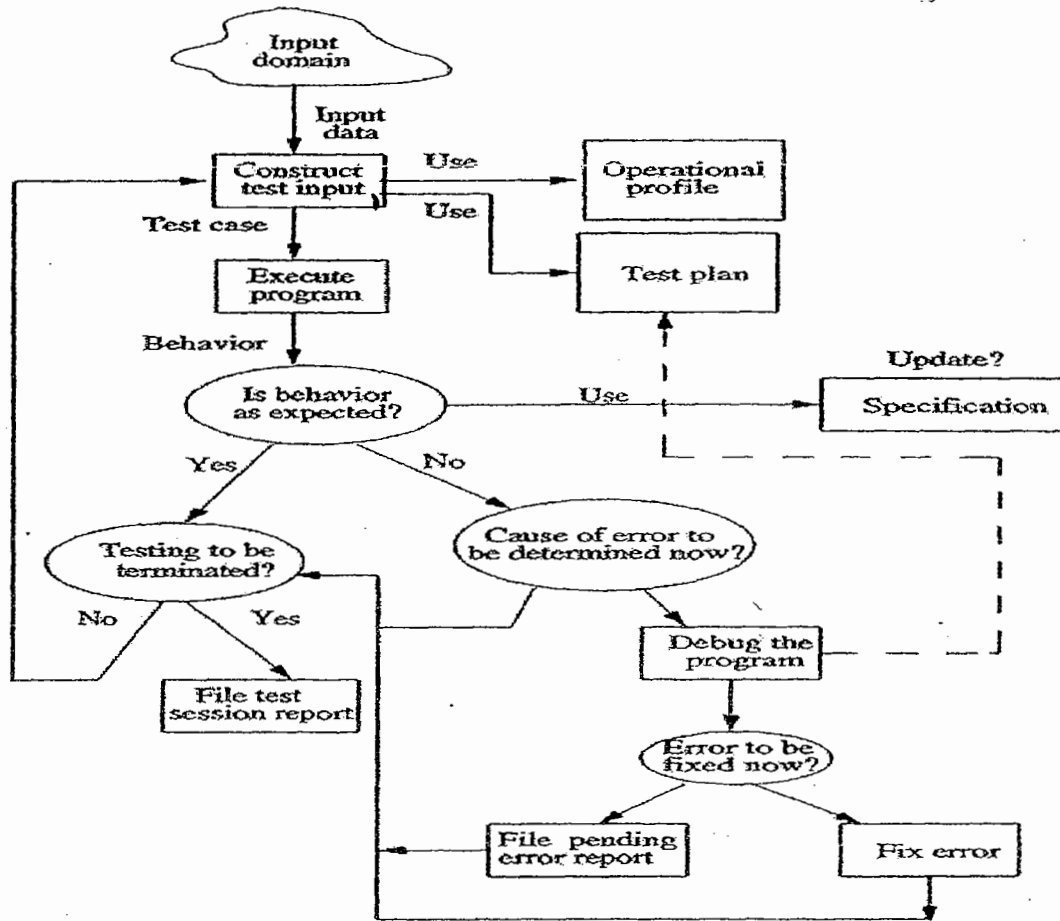 Input
domain
Input
data
Construct
test input
Use
Operational
profile
Use
Test case
Test plan
Execute
program
Behavior
Update?
Is behavior
as expected?
Use
Specification
Yes
No
Cause of error to
be determined now?
Testing to be
terminated?
No
Yes
Debug the
program
File test
session report
Error to be
fixed now?
File pending
error report
Fix error